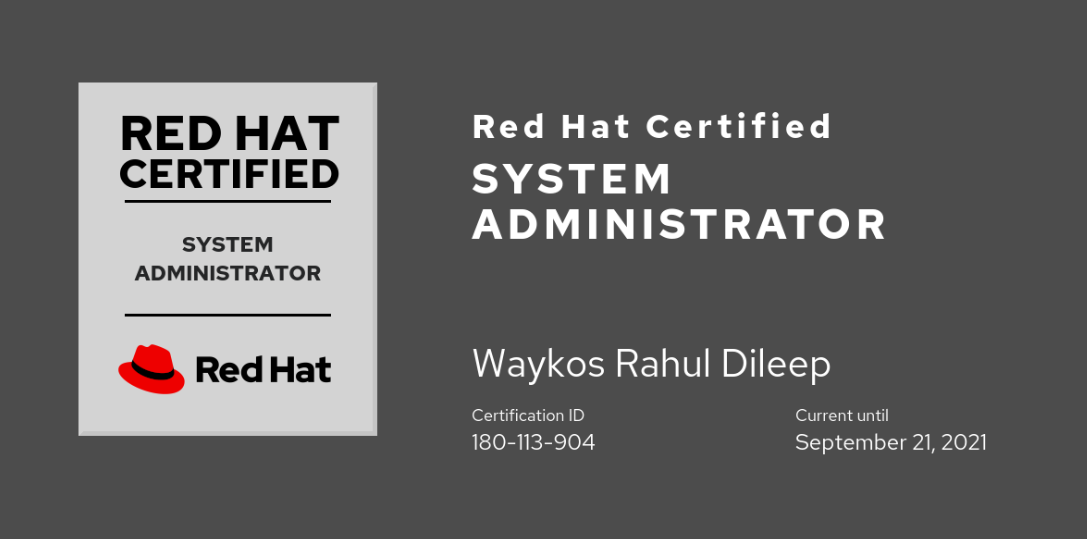 RED HAT
CERTIFIED
SYSTEM
ADMINISTRATOR
Red Hat
Red Hat Certified
SYSTEM
ADMINISTRATOR
Waykos Rahul Dileep
Certification ID
180-113-904
Current until
September 21, 2021